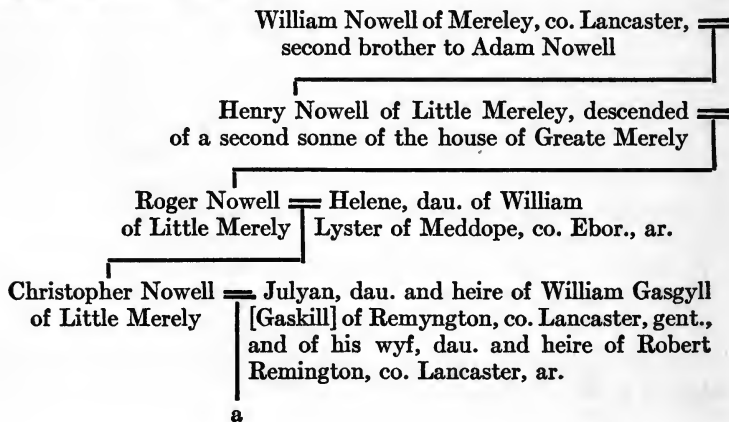 William Nowell of Mereley, co. Lancaster,
second brother to Adam Nowell
Henry Nowell of Little Mereley, descended
of a second sonne of the house of Greate Merely
Roger Nowell
of Little Merely
Helene, dau. of William
Lyster of Meddope, co. Ebor., ar.
Christopher Nowell
of Little Merely
Julyan, dau. and heire of William Gasgyll
[Gaskill] of Remyngton, co. Lancaster, gent.,
and of his wyf, dau. and heire of Robert
Remington, co. Lancaster, ar.
a